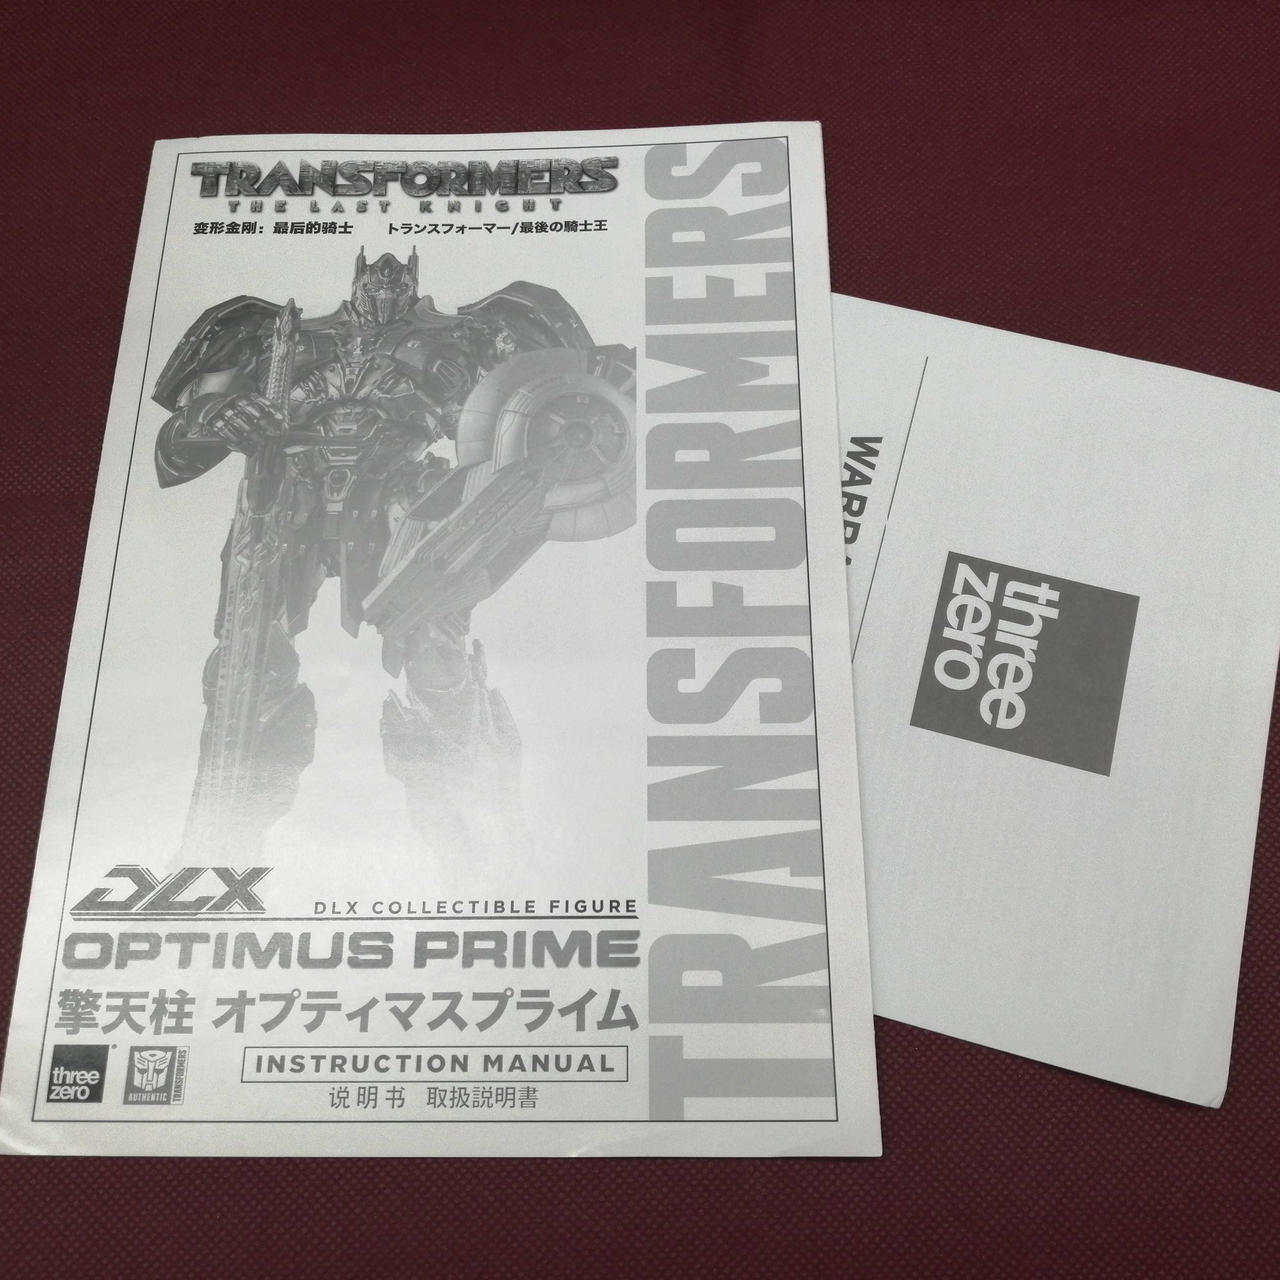 TRANSFORMERS
THE LAST KNIGHT
变形金刚：最后的骑士 トランスフォーマー/最後の騎士王
TRANSFORMERS
DLX
DLX COLLECTIBLE FIGURE
OPTIMUS PRIME
擎天柱 オプティマスプライム
three
zero
AUTHENTIC
TRANSFORMERS
INSTRUCTION MANUAL
说明书 取扱説明書
three
zero